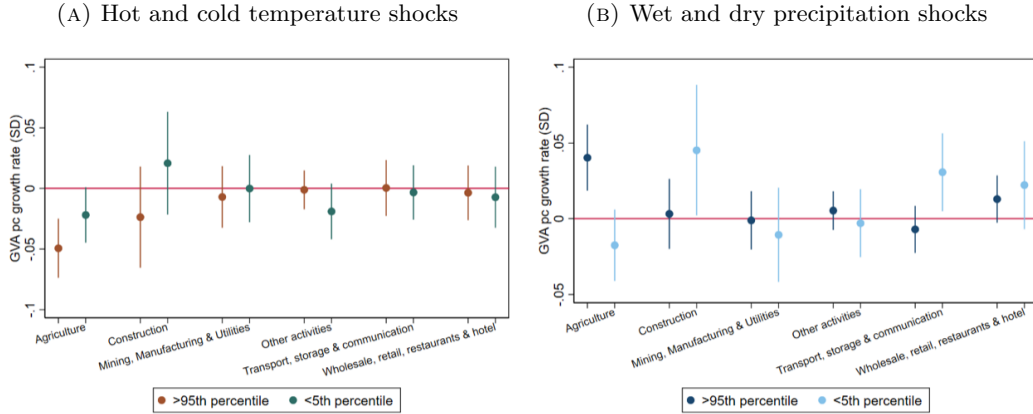 (A) Hot and cold temperature shocks
.1
.05
0
-.05
-.1
GVA pc growth rate (SD)
Agriculture
Construction
Mining, Manufacturing & Utilities
Other activities
Transport, storage & communication
Wholesale, retail, restaurants & hotel
>95th percentile <5th percentile
(B) Wet and dry precipitation shocks
.1
.05
0
-.05
GVA pc growth rate (SD)
Agriculture
Construction
Mining, Manufacturing & Utilities
Other activities
Transport, storage & communication
Wholesale, retail, restaurants & hotel
>95th percentile <5th percentile